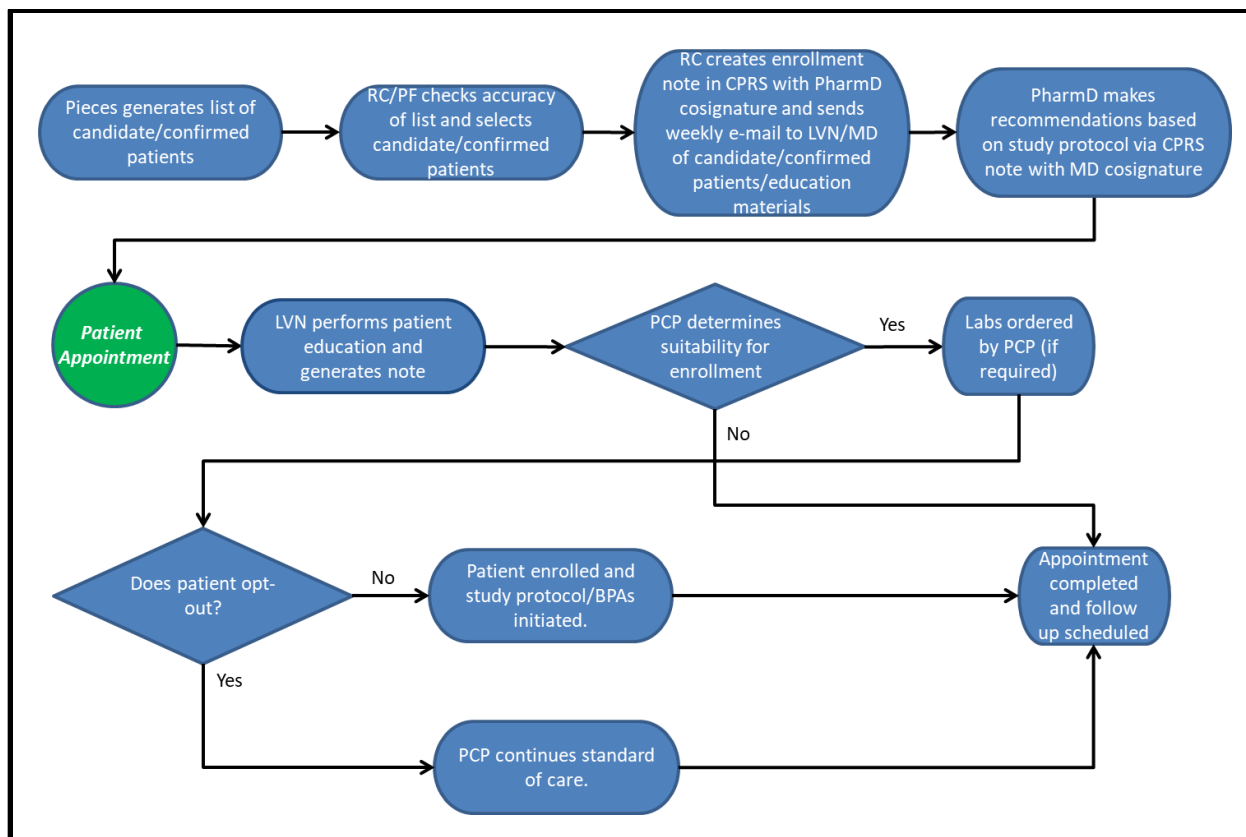 Pieces generates list of
candidate/confirmed
patients
RC/PF checks accuracy
of list and selects
candidate/confirmed
patients
RC creates enrollment
note in CPRS with PharmD
cosignature and sends
weekly e-mail to LVN/MD
of candidate/confirmed
patients/education
materials
PharmD makes
recommendations based
on study protocol via CPRS
note with MD cosignature
Patient
Appointment
LVN performs patient
education and
generates note
PCP determines
suitability for
enrollment
Yes
Labs ordered
by PCP (if
required)
No
Does patient opt-
out?
No
Patient enrolled and
study protocol/BPAs
initiated.
Appointment
completed
and follow
up scheduled
Yes
PCP continues standard
of care.